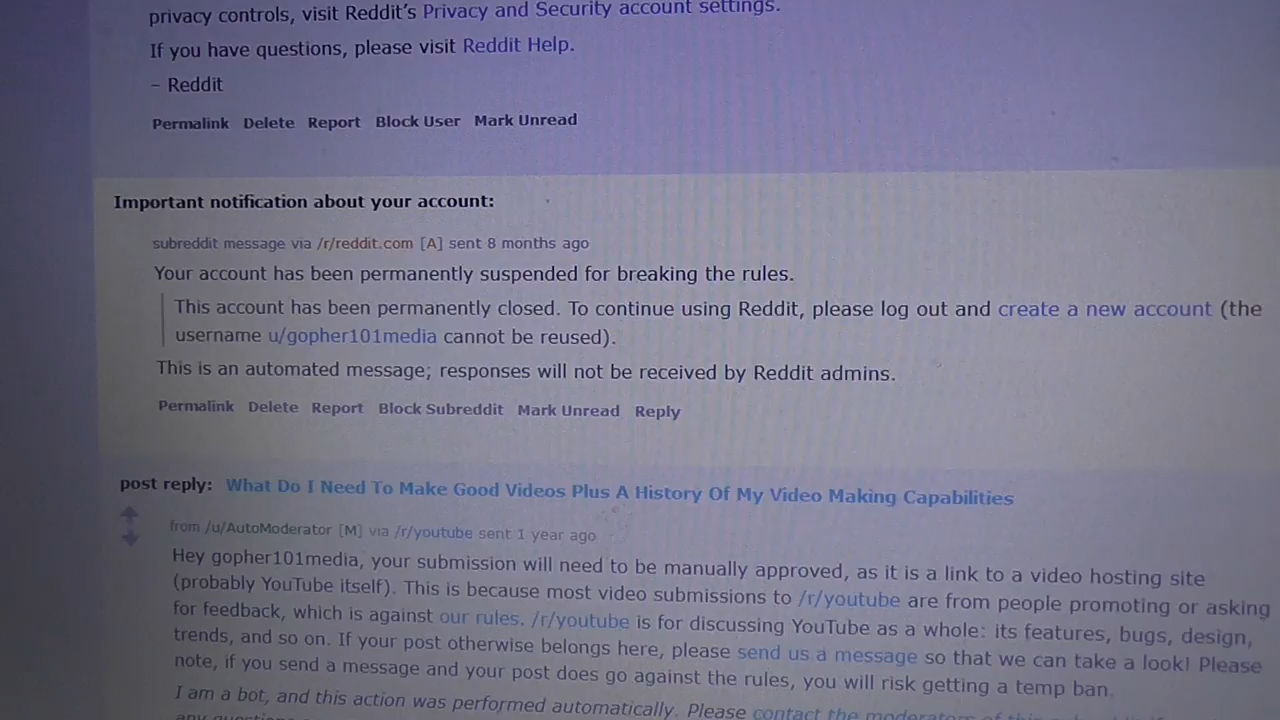 privacy controls, visit Reddit's Privacy and Security account settings.
If you have questions, please visit Reddit Help.
– Reddit
Permalink Delete Report Block User Mark Unread
Important notification about your account:
subreddit message via /r/reddit.com [A] sent 8 months ago
Your account has been permanently suspended for breaking the rules.
This account has been permanently closed. To continue using Reddit, please log out and create a new account (the
username u/gopher101media cannot be reused).
This is an automated message; responses will not be received by Reddit admins.
Permalink Delete Report Block Subreddit Mark Unread Reply
post reply: What Do I Need To Make Good Videos Plus A History Of My Video Making Capabilities
from /u/AutoModerator [M] via /r/youtube sent 1 year ago
Hey gopher101media, your submission will need to be manually approved, as it is a link to a video hosting site
(probably YouTube itself). This is because most video submissions to /r/youtube are from people promoting or asking
for feedback, which is against our rules. /r/youtube is for discussing YouTube as a whole: its features, bugs, design,
trends, and so on. If your post otherwise belongs here, please send us a message so that we can take a look! Please
note, if you send a message and your post does go against the rules, you will risk getting a temp ban.
I am a bot, and this action was performed automatically. Please contact the moderators of this
any questions